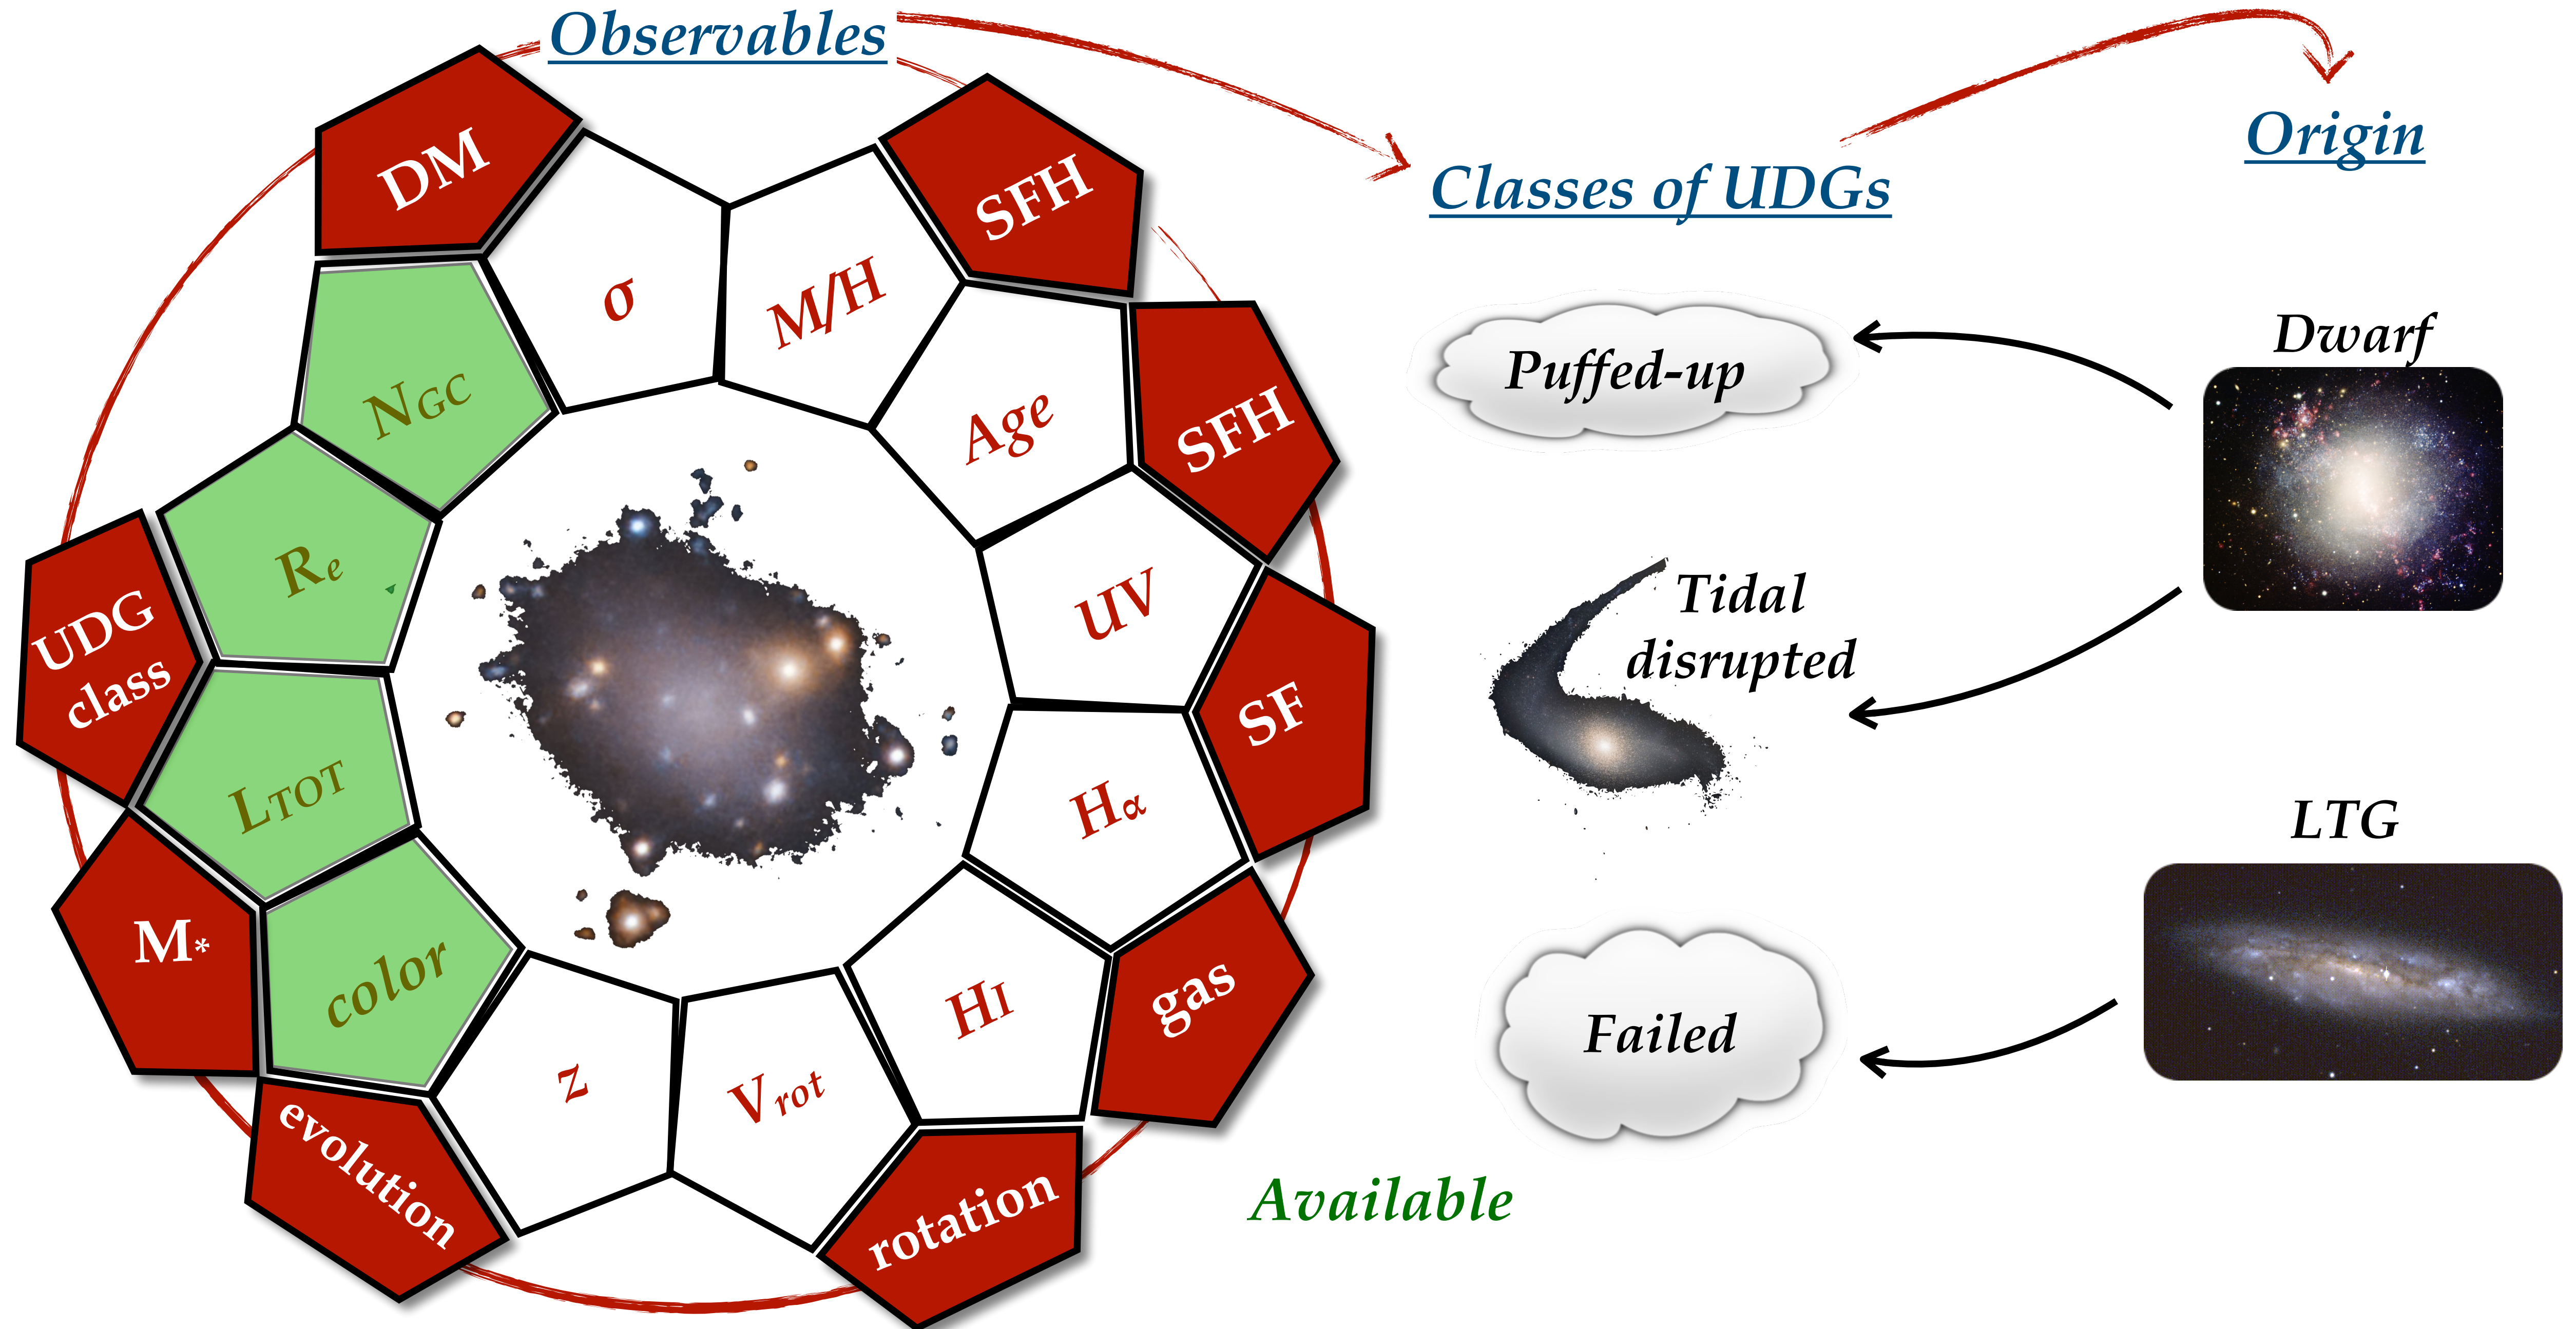 Observables
Classes of UDGs
Origin
DM
SFH
SFH
SF
gas
rotation
evolution
M*
UDG
class
σ
M/H
Age
UV
Hα
HI
Vrot
z
color
LTOT
Re
NGC
Puffed-up
Tidal
disrupted
Failed
Dwarf
LTG
Available